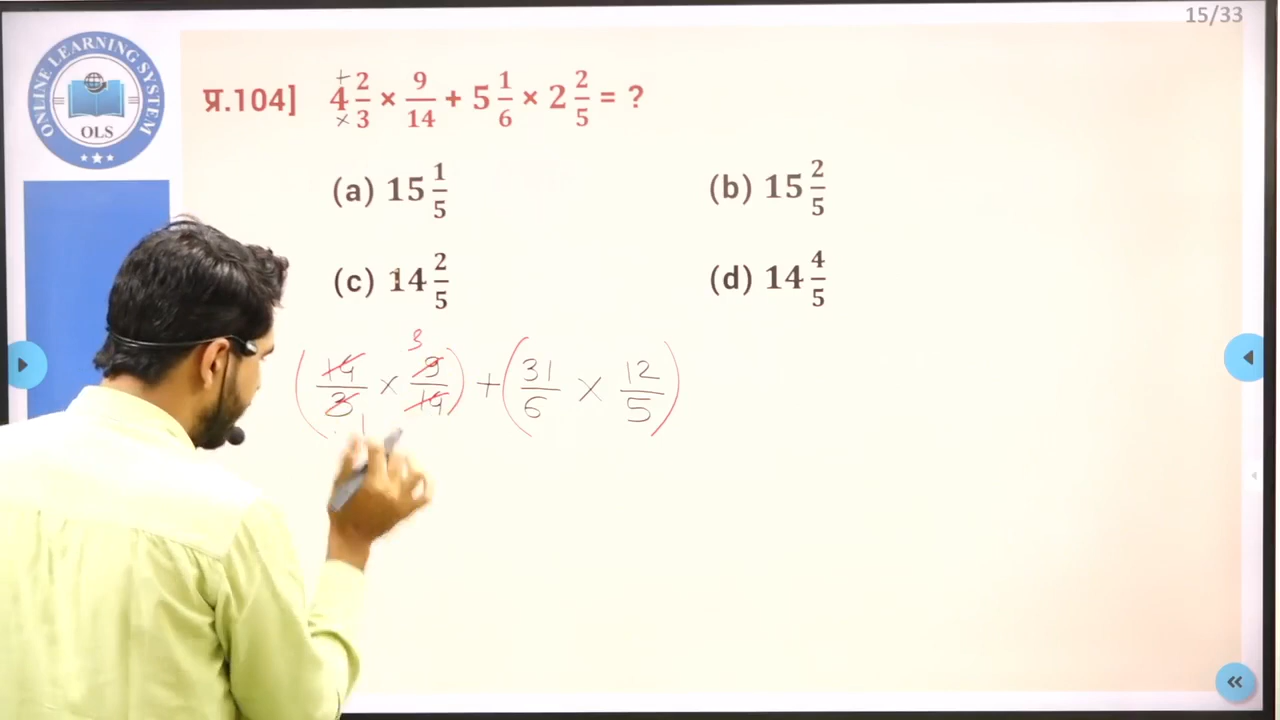 15/33
ONLINE LEARNING SYSTEM
OLS
प्र.104] 4 2/3 × 9/14 + 5 1/6 × 2 2/5 = ?
+
×
(a) 15 1/5 (b) 15 2/5
(c) 14 2/5 (d) 14 4/5
3
(14/3 × 9/14) + (31/6 × 12/5)
1